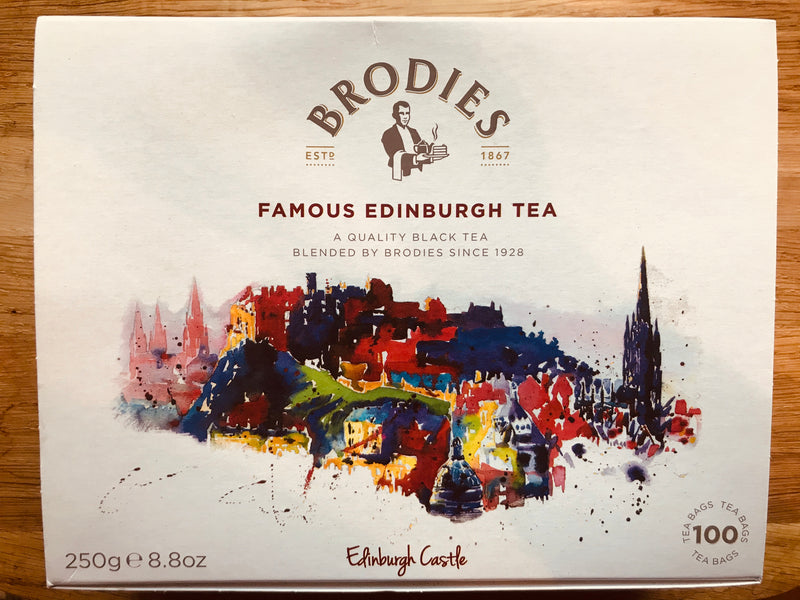 BRODIES
ESTD 1867
FAMOUS EDINBURGH TEA
A QUALITY BLACK TEA
BLENDED BY BRODIES SINCE 1928
250g ℮ 8.8oz
Edinburgh Castle
TEA BAGS TEA BAGS
100
TEA BAGS